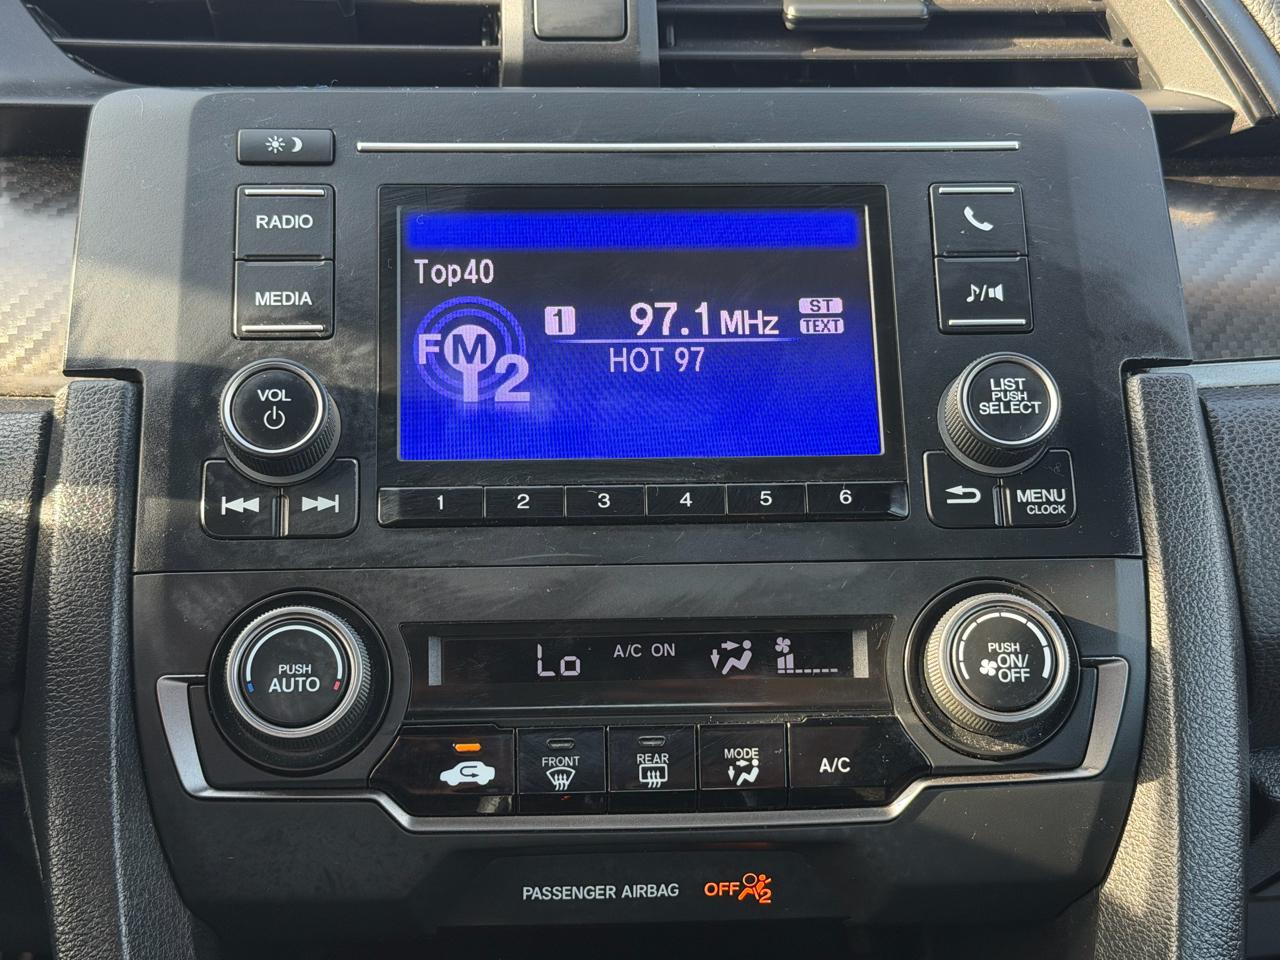 RADIO
MEDIA
VOL
Top40
FM2
1 97.1 MHz ST
TEXT
HOT 97
LIST
PUSH
SELECT
MENU
CLOCK
1 2 3 4 5 6
PUSH
AUTO
Lo A/C ON
PUSH
ON/
OFF
FRONT
REAR
MODE
A/C
PASSENGER AIRBAG OFF 2